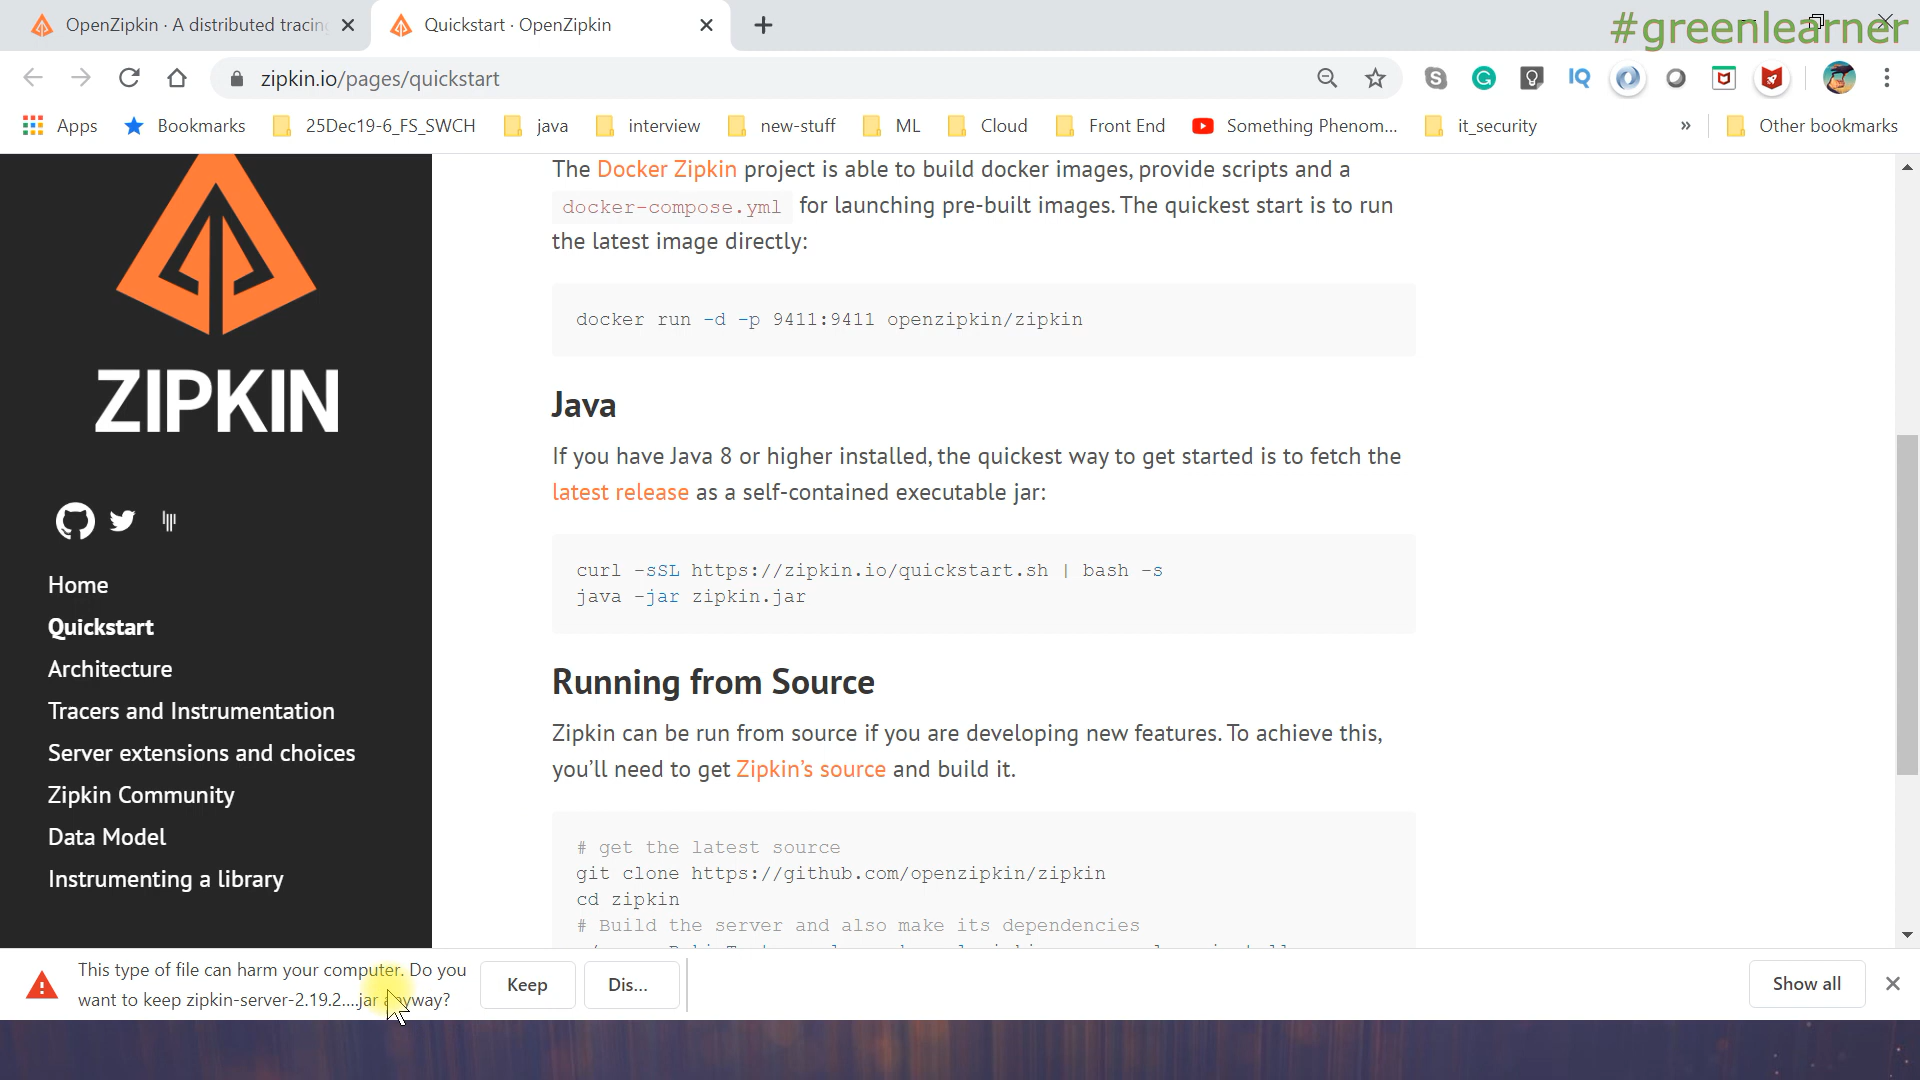 OpenZipkin · A distributed tracing
Quickstart · OpenZipkin
#greenlearner
zipkin.io/pages/quickstart
Apps
Bookmarks
25Dec19-6_FS_SWCH
java
interview
new-stuff
ML
Cloud
Front End
Something Phenom...
it_security
»
Other bookmarks
ZIPKIN
Home
Quickstart
Architecture
Tracers and Instrumentation
Server extensions and choices
Zipkin Community
Data Model
Instrumenting a library
The Docker Zipkin project is able to build docker images, provide scripts and a
docker-compose.yml for launching pre-built images. The quickest start is to run
the latest image directly:
docker run -d -p 9411:9411 openzipkin/zipkin
Java
If you have Java 8 or higher installed, the quickest way to get started is to fetch the
latest release as a self-contained executable jar:
curl -sSL https://zipkin.io/quickstart.sh | bash -s
java -jar zipkin.jar
Running from Source
Zipkin can be run from source if you are developing new features. To achieve this,
you'll need to get Zipkin's source and build it.
# get the latest source
git clone https://github.com/openzipkin/zipkin
cd zipkin
# Build the server and also make its dependencies
This type of file can harm your computer. Do you
want to keep zipkin-server-2.19.2....jar anyway?
Keep
Dis...
Show all